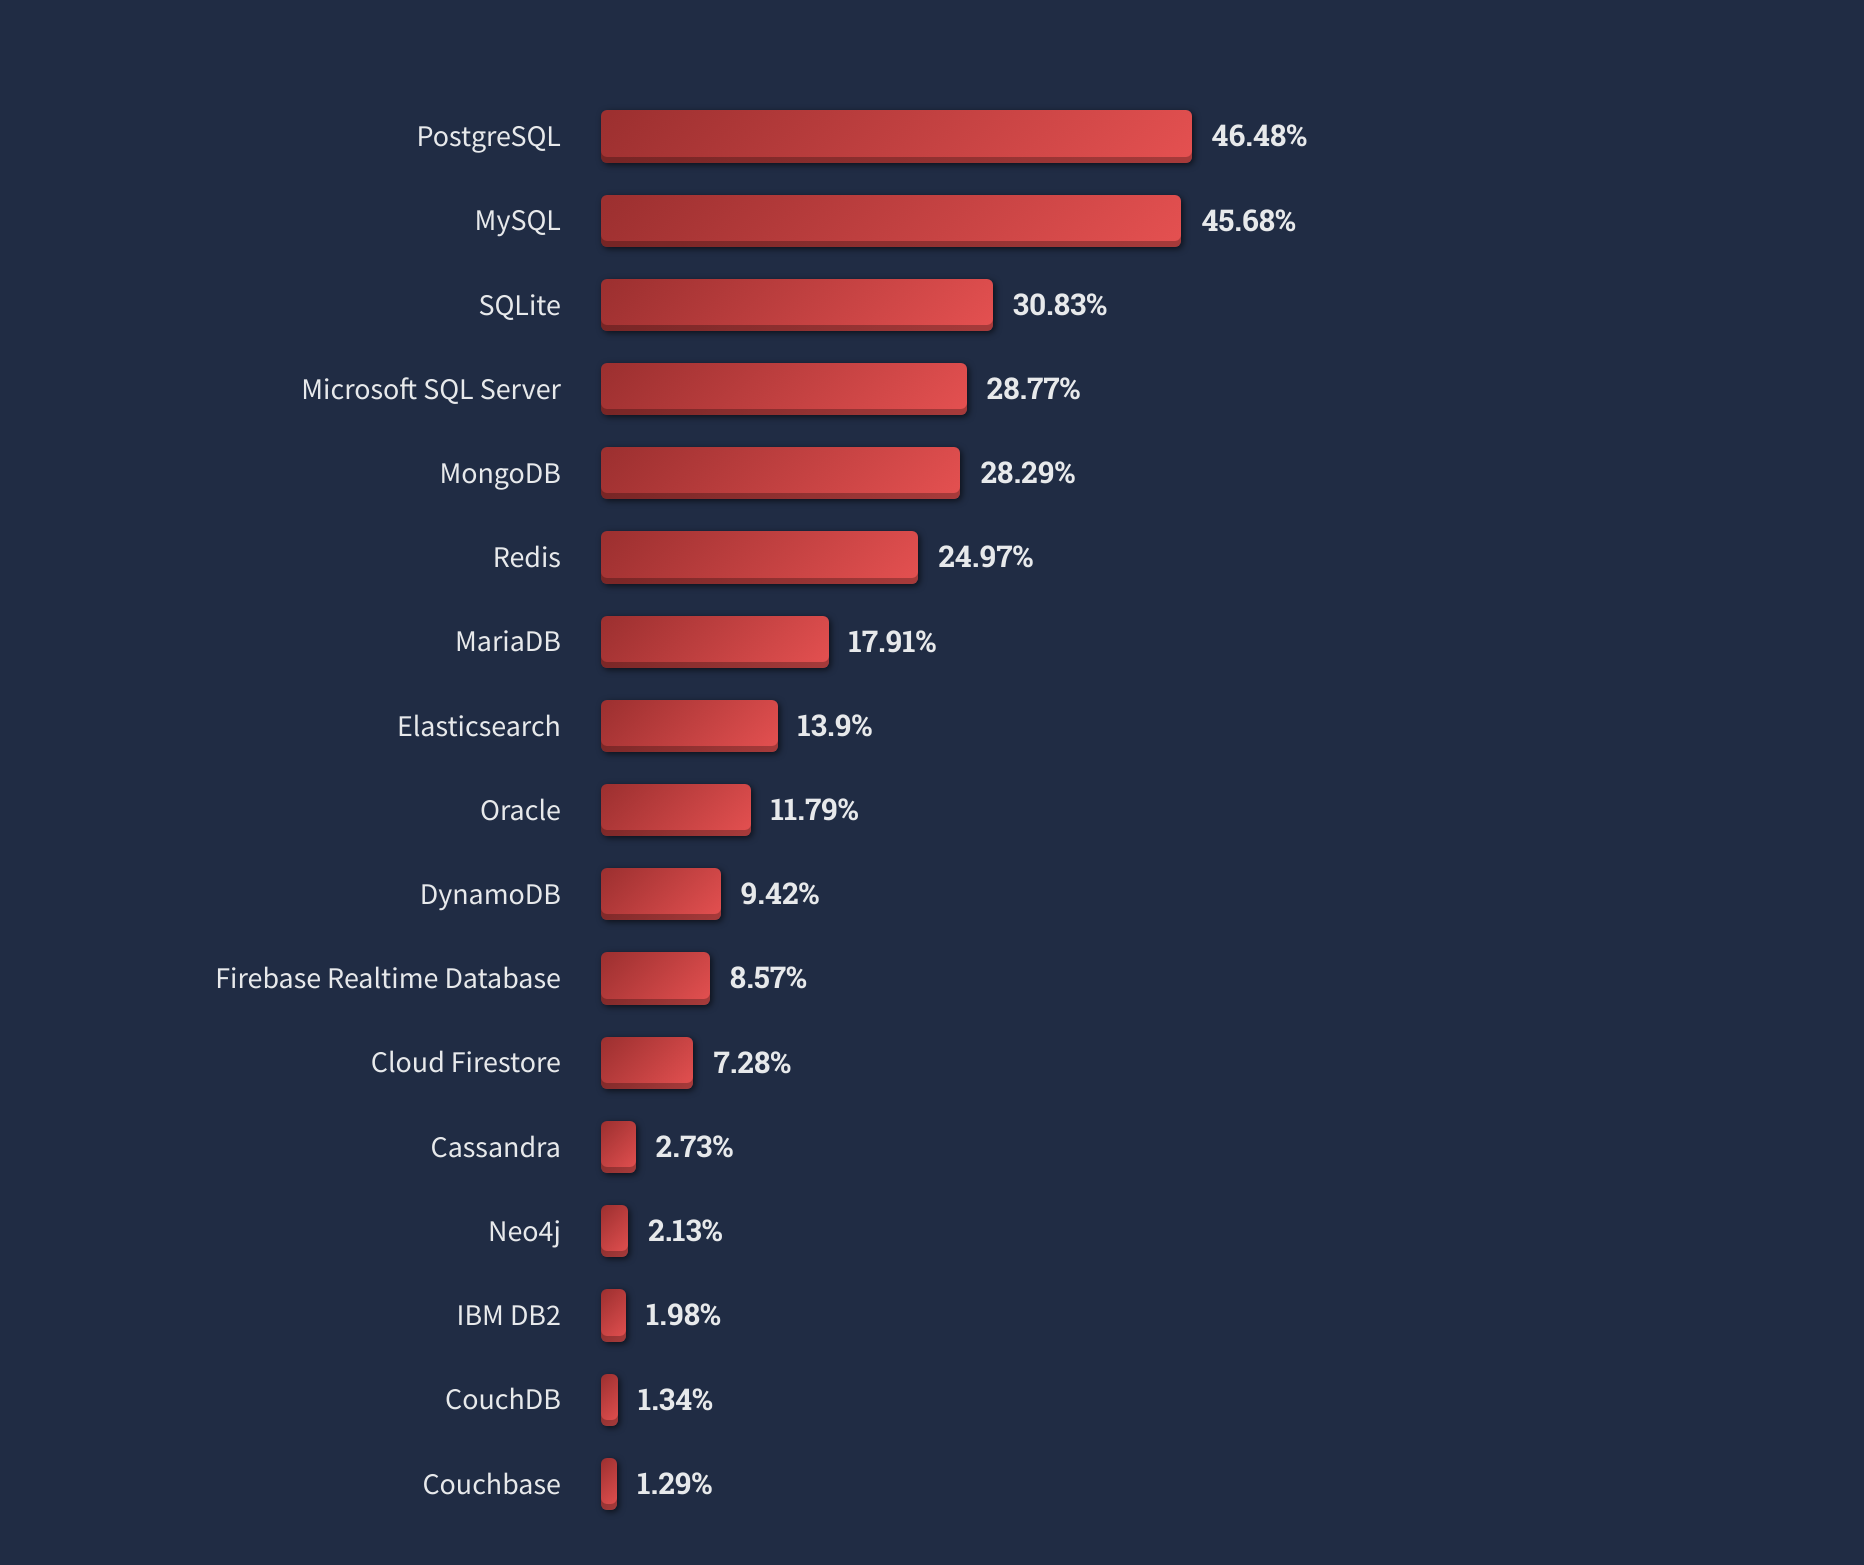 PostgreSQL 46.48%
MySQL 45.68%
SQLite 30.83%
Microsoft SQL Server 28.77%
MongoDB 28.29%
Redis 24.97%
MariaDB 17.91%
Elasticsearch 13.9%
Oracle 11.79%
DynamoDB 9.42%
Firebase Realtime Database 8.57%
Cloud Firestore 7.28%
Cassandra 2.73%
Neo4j 2.13%
IBM DB2 1.98%
CouchDB 1.34%
Couchbase 1.29%